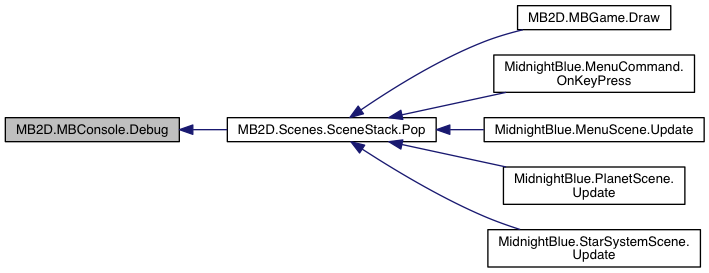 MB2D.MBConsole.Debug
MB2D.Scenes.SceneStack.Pop
MB2D.MBGame.Draw
MidnightBlue.MenuCommand.
OnKeyPress
MidnightBlue.MenuScene.Update
MidnightBlue.PlanetScene.
Update
MidnightBlue.StarSystemScene.
Update